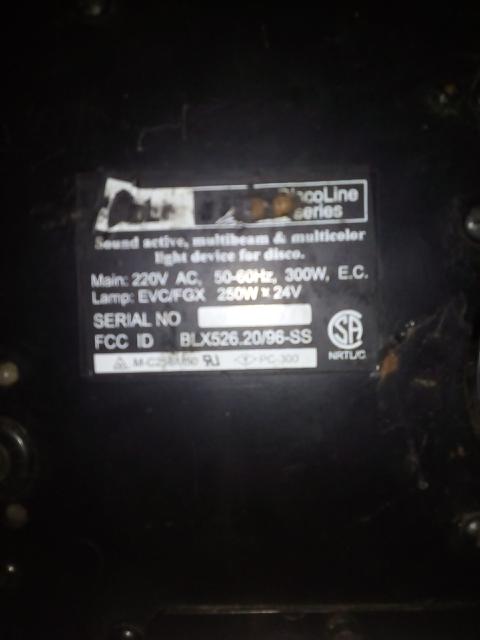 DiscoLine
series
Sound active, multibeam & multicolor
light device for disco.
Main: 220V AC, 50-60Hz, 300W, E.C.
Lamp: EVC/FGX 250W x 24V
SERIAL NO
FCC ID BLX526.20/96-SS
NRTL/C
PC-300